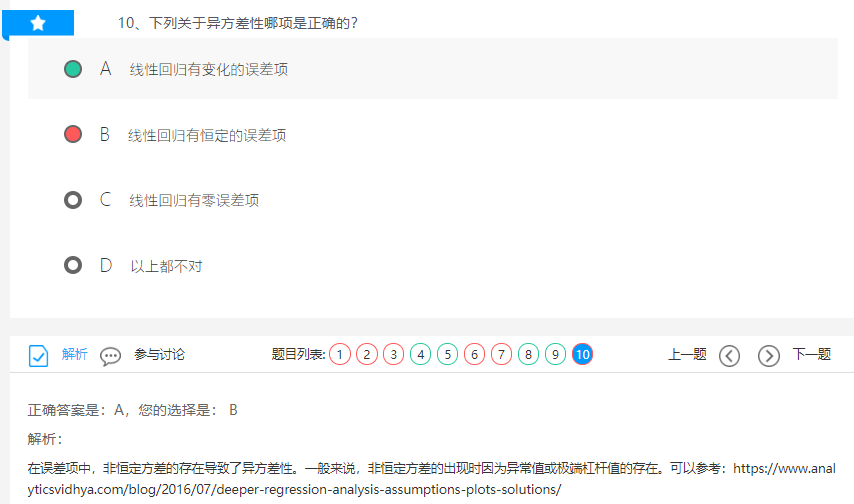 10、下列关于异方差性哪项是正确的?
A 线性回归有变化的误差项
B 线性回归有恒定的误差项
C 线性回归有零误差项
D 以上都不对
解析 参与讨论 题目列表: 1 2 3 4 5 6 7 8 9 10 上一题 下一题
正确答案是：A，您的选择是： B
解析：
在误差项中，非恒定方差的存在导致了异方差性。一般来说，非恒定方差的出现时因为异常值或极端杠杆值的存在。可以参考：https://www.anal
yticsvidhya.com/blog/2016/07/deeper-regression-analysis-assumptions-plots-solutions/